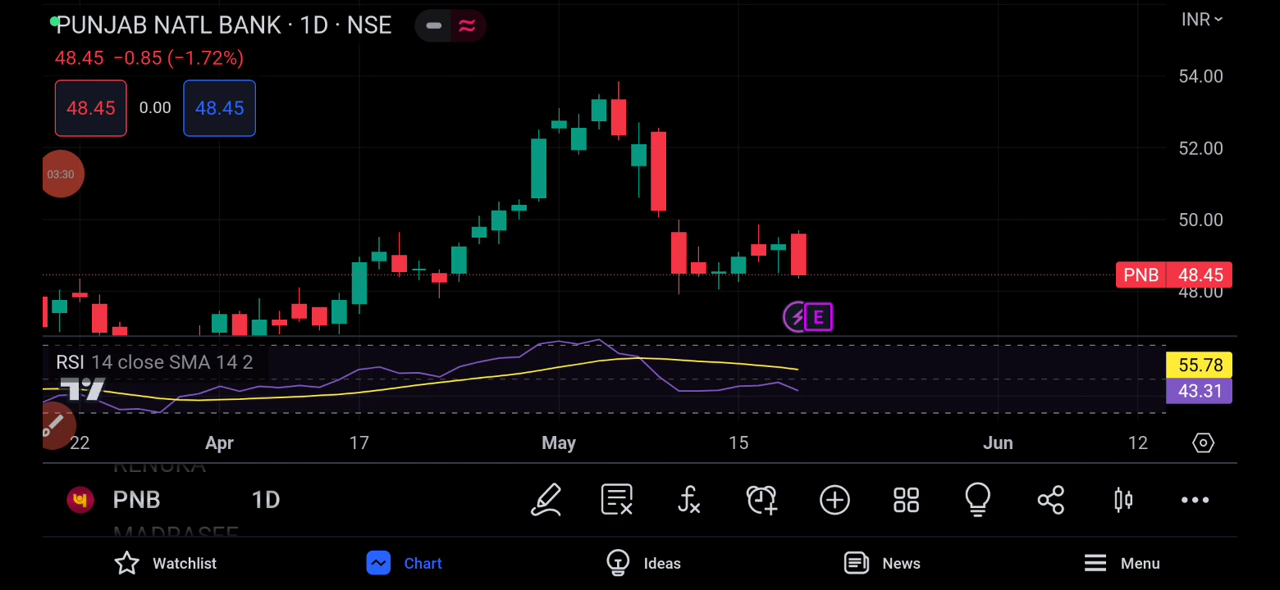 PUNJAB NATL BANK · 1D · NSE
INR
48.45 −0.85 (−1.72%)
48.45 0.00 48.45
54.00
52.00
03:30
50.00
PNB 48.45
48.00
E
RSI 14 close SMA 14 2
55.78
43.31
22 Apr 17 May 15 Jun 12
RENUKA
प PNB 1D
MADRASFE
Watchlist Chart Ideas News Menu